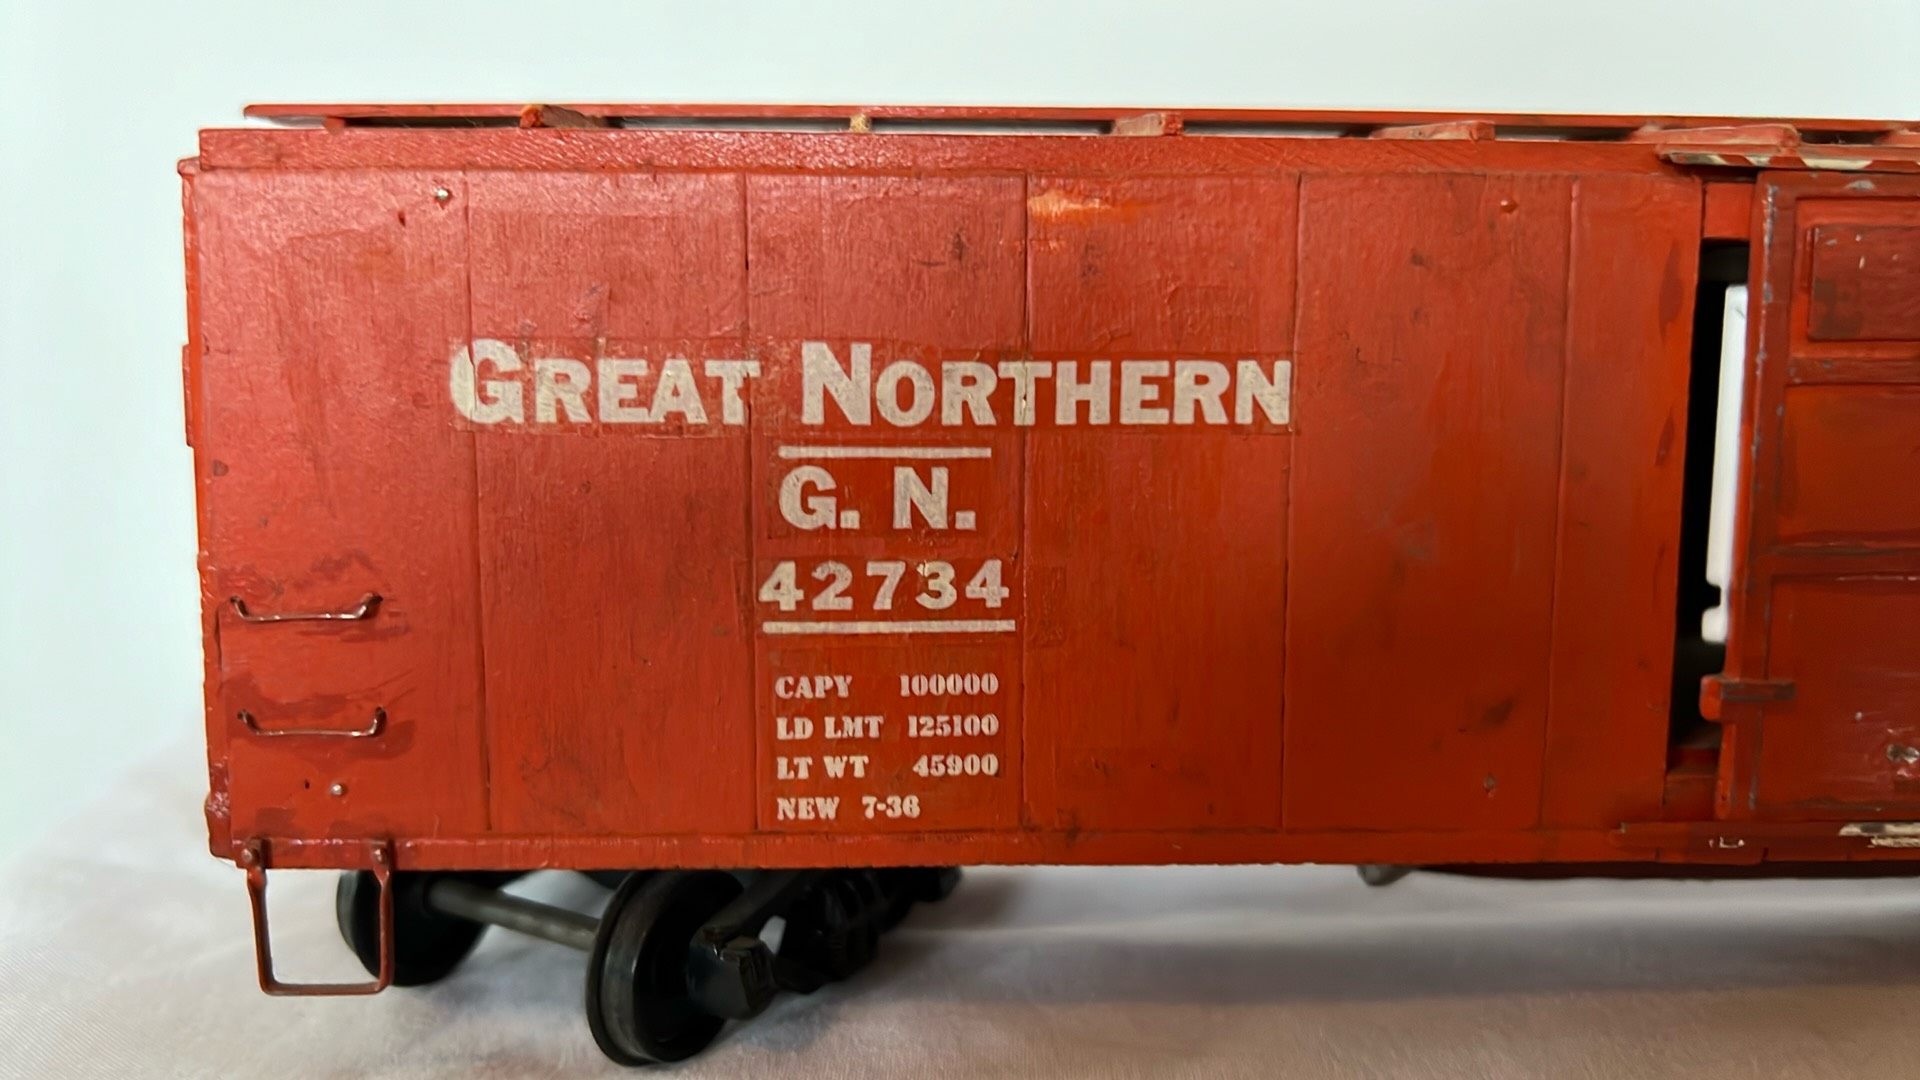 GREAT NORTHERN
G. N.
42734
CAPY 100000
LD LMT 125100
LT WT 45900
NEW 7-36